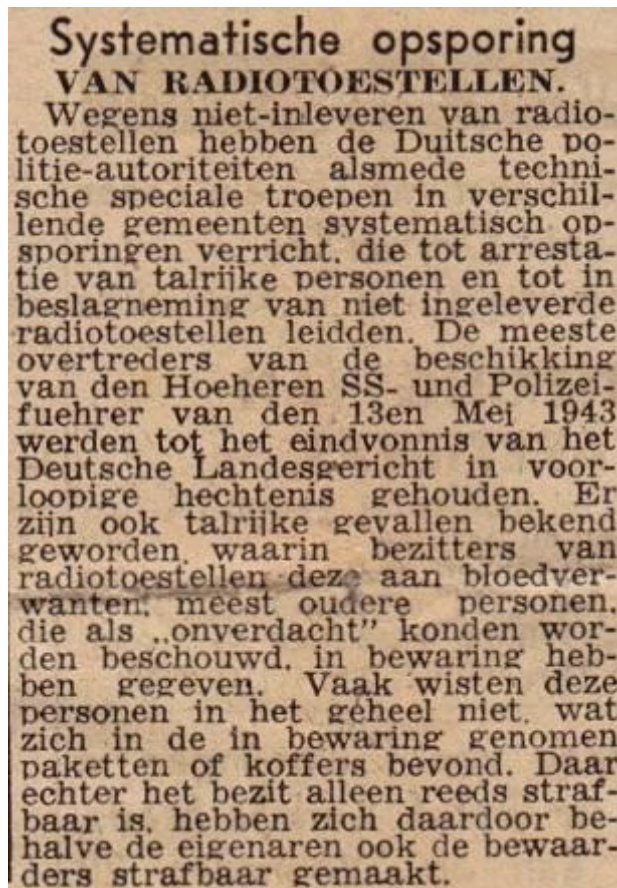 Systematische opsporing
VAN RADIOTOESTELLEN.
Wegens niet-inleveren van radio-
toestellen hebben de Duitsche po-
litie-autoriteiten alsmede techni-
sche speciale troepen in verschil-
lende gemeenten systematisch op-
sporingen verricht, die tot arresta-
tie van talrijke personen en tot in
beslagneming van niet ingeleverde
radiotoestellen leidden. De meeste
overtreders van de beschikking
van den Hoeheren SS- und Polizei-
fuehrer van den 13en Mei 1943
werden tot het eindvonnis van het
Deutsche Landesgericht in voor-
loopige hechtenis gehouden. Er
zijn ook talrijke gevallen bekend
geworden, waarin bezitters van
radiotoestellen deze aan bloedver-
wanten, meest oudere personen,
die als „onverdacht” konden wor-
den beschouwd, in bewaring heb-
ben gegeven. Vaak wisten deze
personen in het geheel niet, wat
zich in de in bewaring genomen
paketten of koffers bevond. Daar
echter het bezit alleen reeds straf-
baar is, hebben zich daardoor be-
halve de eigenaren ook de bewaar-
ders strafbaar gemaakt.